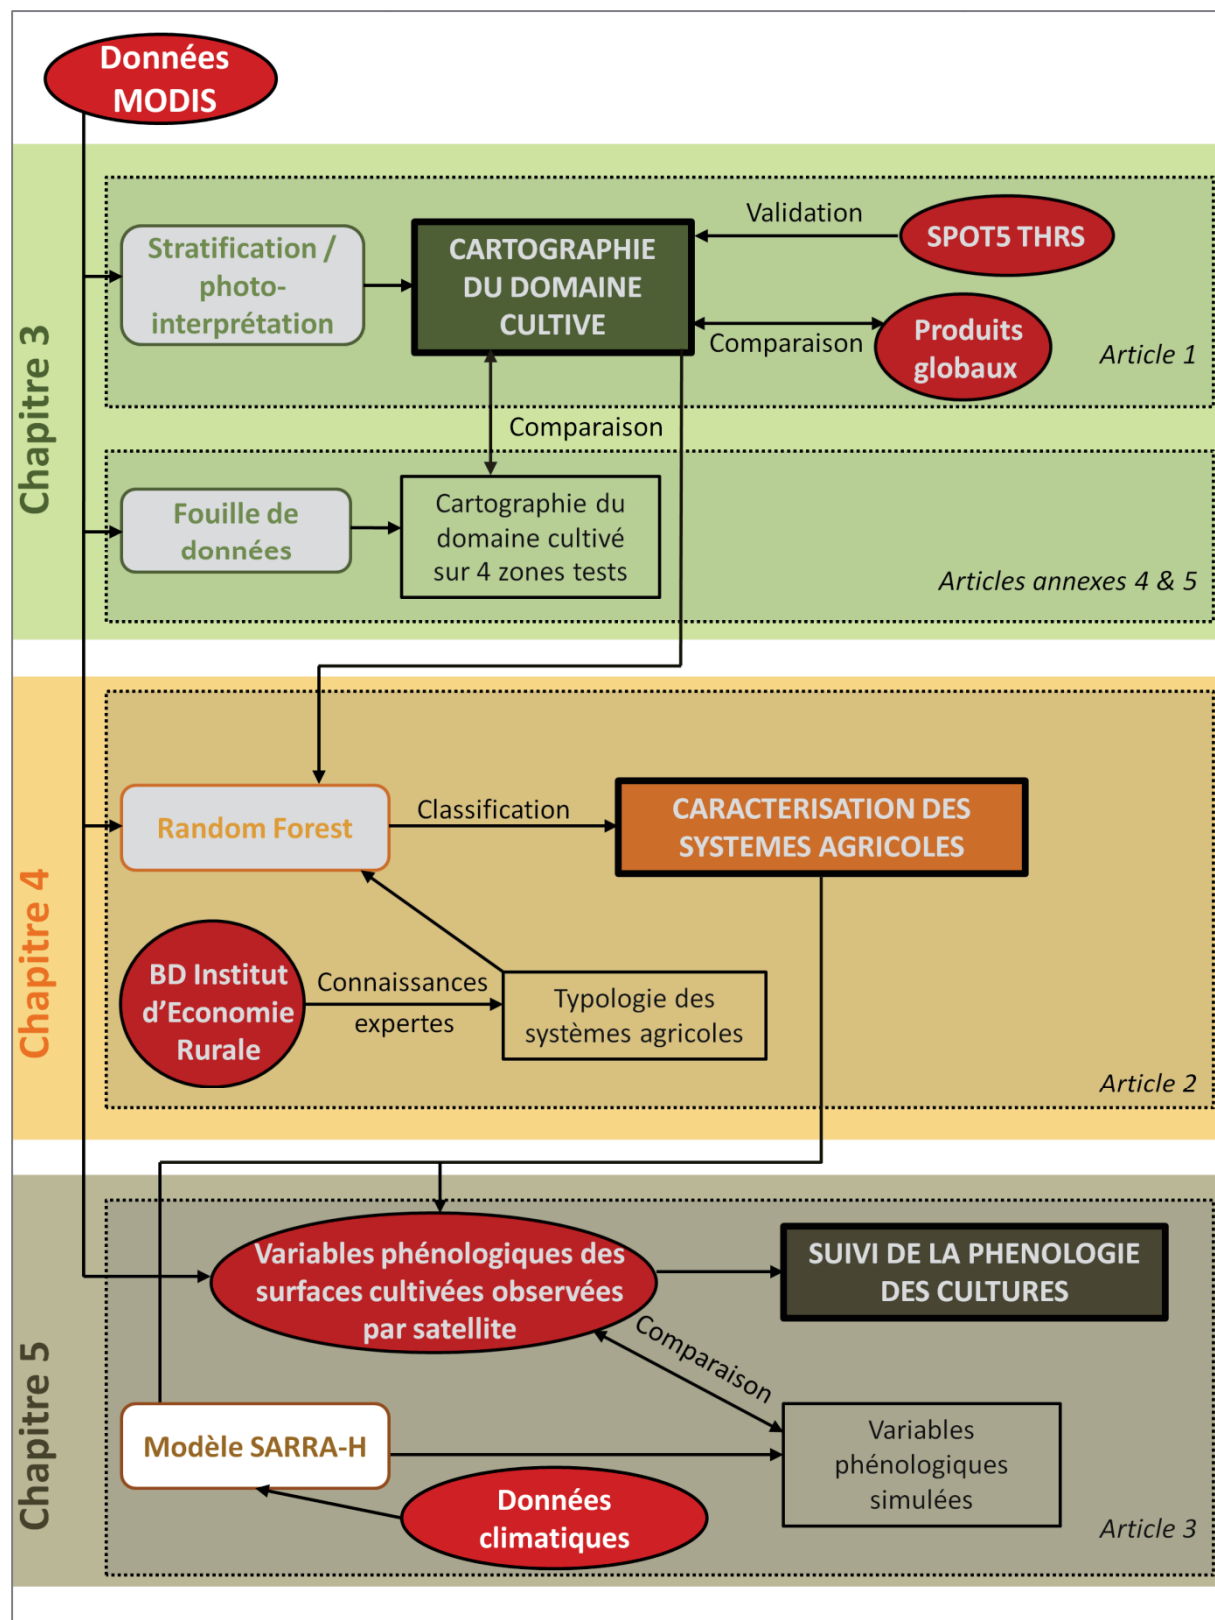 Données
MODIS
Chapitre 3
Stratification /
photo-
interprétation
CARTOGRAPHIE
DU DOMAINE
CULTIVE
Validation
SPOT5 THRS
Comparaison
Produits
globaux
Article 1
Comparaison
Fouille de
données
Cartographie du
domaine cultivé
sur 4 zones tests
Articles annexes 4 & 5
Chapitre 4
Random Forest
Classification
CARACTERISATION DES
SYSTEMES AGRICOLES
BD Institut
d’Economie
Rurale
Connaissances
expertes
Typologie des
systèmes agricoles
Article 2
Chapitre 5
Variables phénologiques des
surfaces cultivées observées
par satellite
SUIVI DE LA PHENOLOGIE
DES CULTURES
Comparaison
Modèle SARRA-H
Variables
phénologiques
simulées
Données
climatiques
Article 3